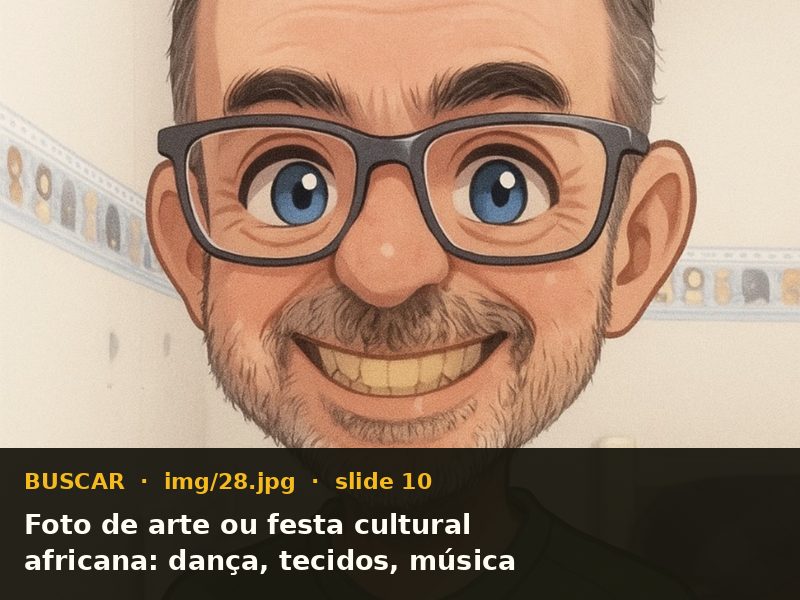 BUSCAR · img/28.jpg · slide 10
Foto de arte ou festa cultural
africana: dança, tecidos, música